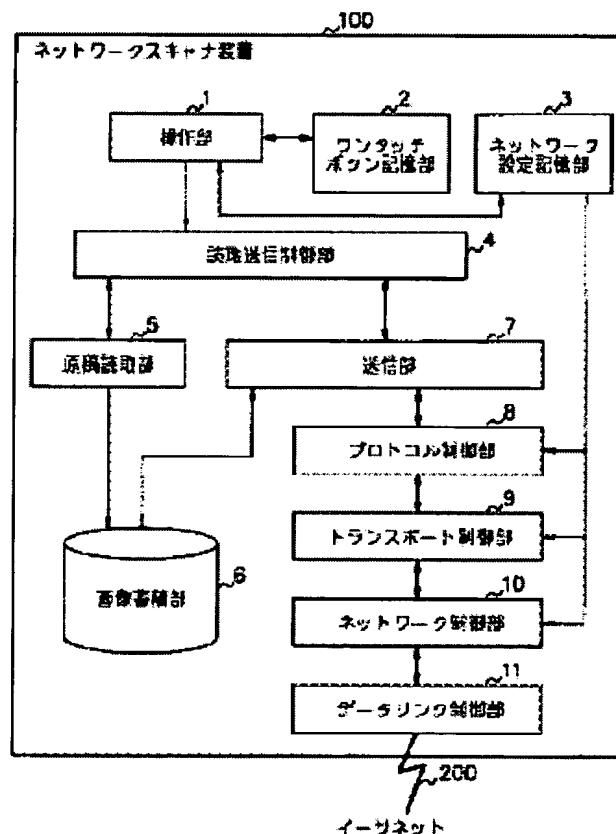 100
ネットワークスキャナ装置
1
操作部
2
ワンタッチ
ボタン記憶部
3
ネットワーク
設定記憶部
読取送信制御部
4
5
原稿読取部
7
送信部
8
プロトコル制御部
9
トランスポート制御部
画像蓄積部
6
10
ネットワーク制御部
11
データリンク制御部
200
イーサネット